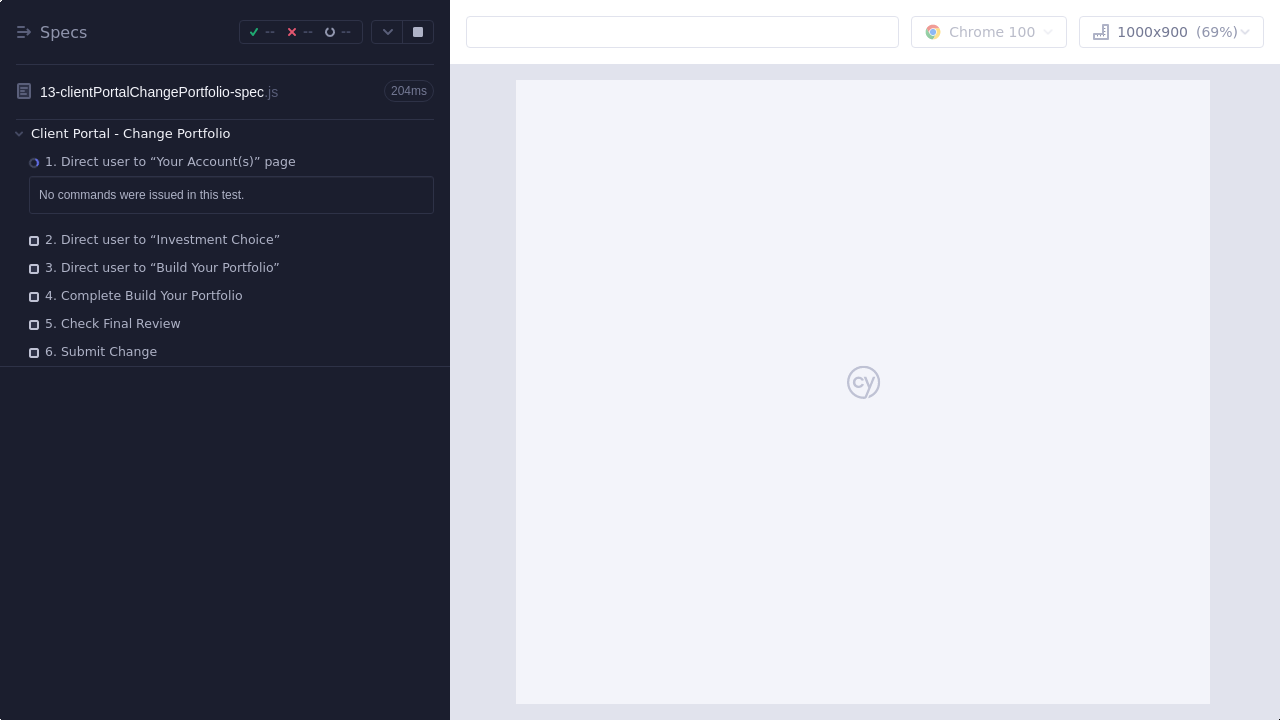 Specs
--
--
--
Chrome 100
1000x900 (69%)
13-clientPortalChangePortfolio-spec.js
204ms
Client Portal - Change Portfolio
1. Direct user to “Your Account(s)” page
No commands were issued in this test.
2. Direct user to “Investment Choice”
3. Direct user to “Build Your Portfolio”
4. Complete Build Your Portfolio
5. Check Final Review
6. Submit Change
cy